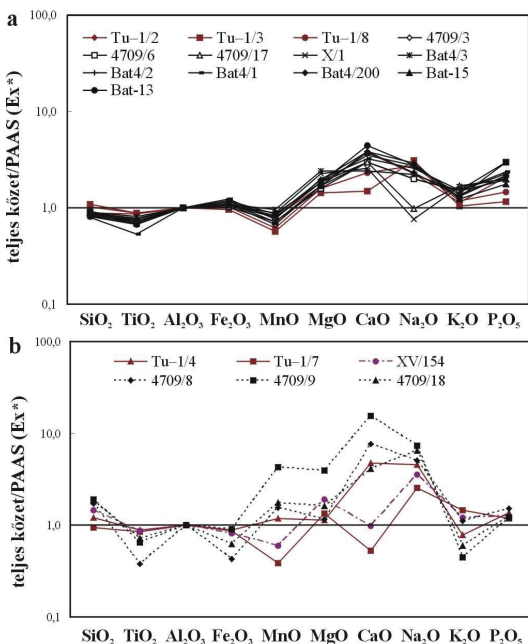 a
Tu–1/2 Tu–1/3 Tu–1/8 4709/3
4709/6 4709/17 X/1 Bat4/3
Bat4/2 Bat4/1 Bat4/200 Bat-15
Bat-13
teljes kőzet/PAAS (Ex*)
100,0
10,0
1,0
0,1
SiO₂ TiO₂ Al₂O₃ Fe₂O₃ MnO MgO CaO Na₂O K₂O P₂O₅
b
Tu–1/4 Tu–1/7 XV/154
4709/8 4709/9 4709/18
teljes kőzet/PAAS (Ex*)
100,0
10,0
1,0
0,1
SiO₂ TiO₂ Al₂O₃ Fe₂O₃ MnO MgO CaO Na₂O K₂O P₂O₅